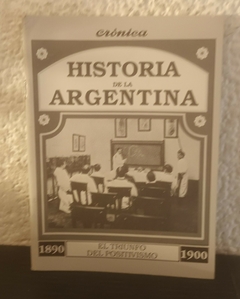 crónica
HISTORIA
DE LA
ARGENTINA
1890
EL TRIUNFO
DEL POSITIVISMO
1900